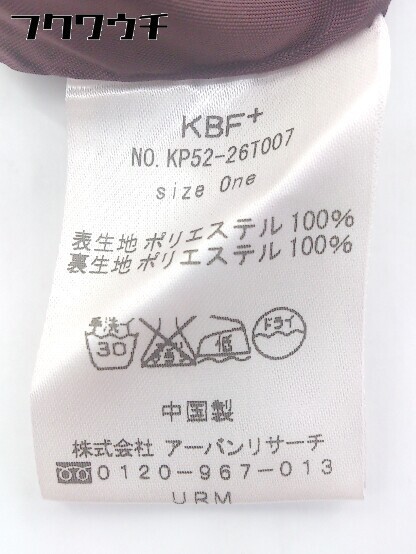 フクワウチ
KBF+
NO. KP52-26T007
size One
表生地 ポリエステル 100%
裏生地 ポリエステル 100%
手洗イ 30 低 ドライ
中国製
株式会社 アーバンリサーチ
0120-967-013
URM